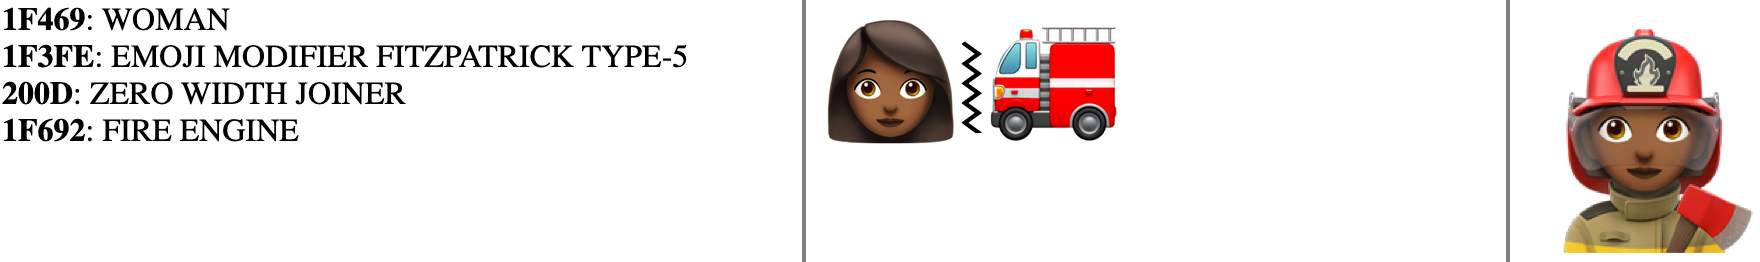 1F469: WOMAN
1F3FE: EMOJI MODIFIER FITZPATRICK TYPE-5
200D: ZERO WIDTH JOINER
1F692: FIRE ENGINE